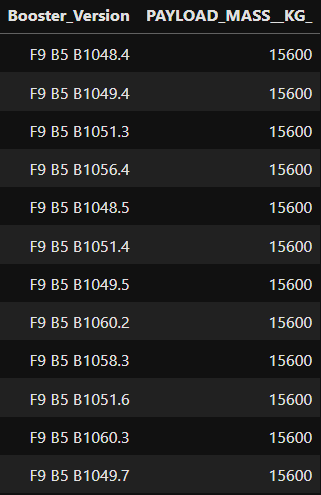 Booster_Version PAYLOAD_MASS__KG_
F9 B5 B1048.4 15600
F9 B5 B1049.4 15600
F9 B5 B1051.3 15600
F9 B5 B1056.4 15600
F9 B5 B1048.5 15600
F9 B5 B1051.4 15600
F9 B5 B1049.5 15600
F9 B5 B1060.2 15600
F9 B5 B1058.3 15600
F9 B5 B1051.6 15600
F9 B5 B1060.3 15600
F9 B5 B1049.7 15600